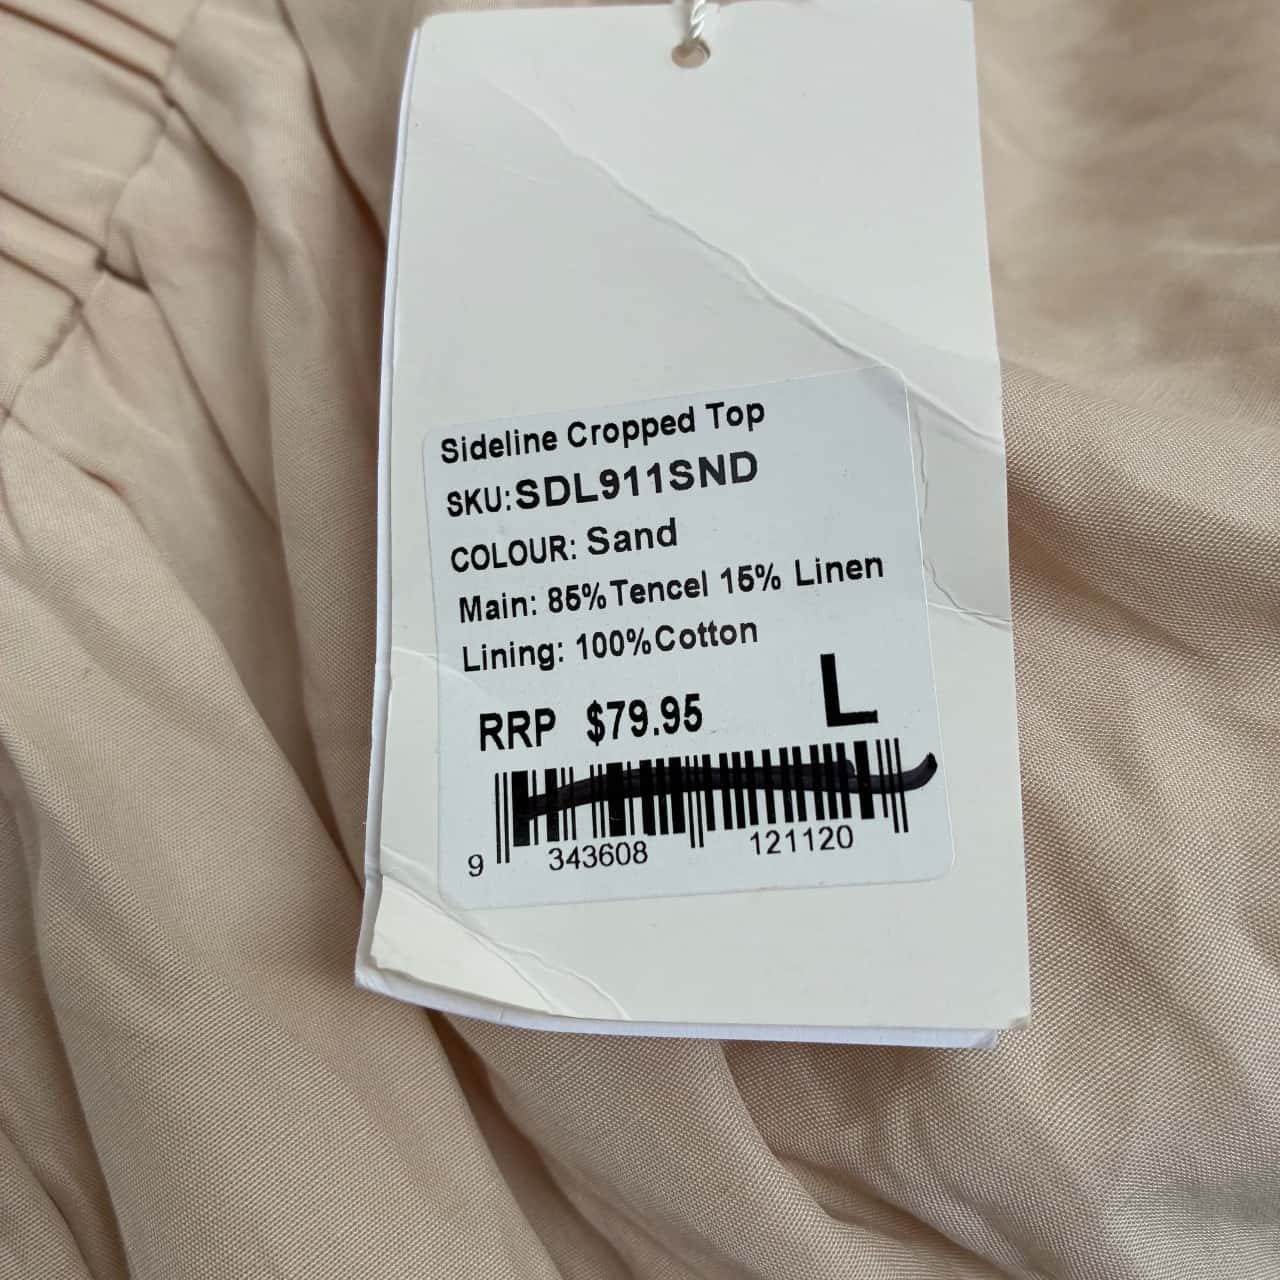 Sideline Cropped Top
SKU:SDL911SND
COLOUR: Sand
Main: 85%Tencel 15% Linen
Lining: 100%Cotton
RRP $79.95 L
9 343608 121120